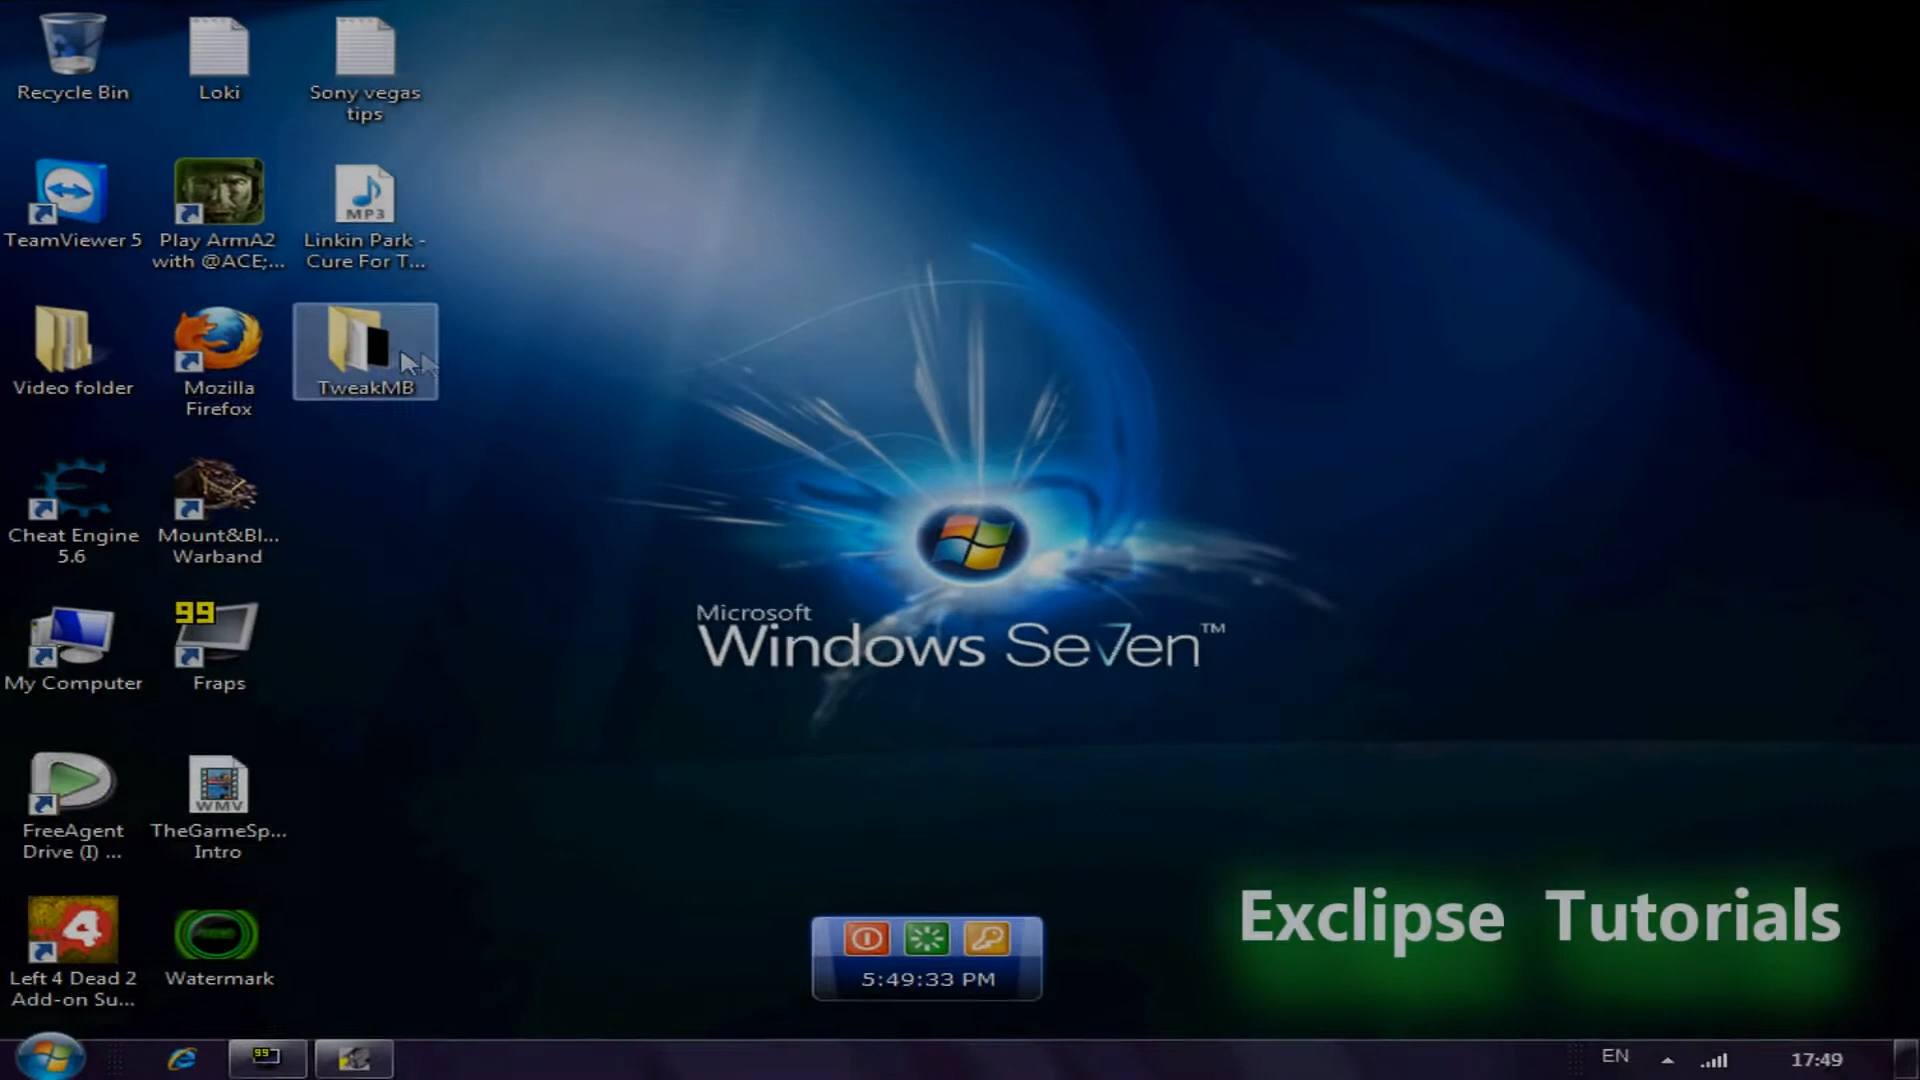 Recycle Bin
Loki
Sony vegas
tips
TeamViewer 5
Play ArmA2
with @ACE;...
MP3
Linkin Park -
Cure For T...
Video folder
Mozilla
Firefox
TweakMB
Cheat Engine
5.6
Mount&Bl...
Warband
My Computer
99
Fraps
FreeAgent
Drive (I) ...
WMV
TheGameSp...
Intro
4
Left 4 Dead 2
Add-on Su...
Watermark
Microsoft
Windows Se7en™
5:49:33 PM
Exclipse Tutorials
99
EN
17:49